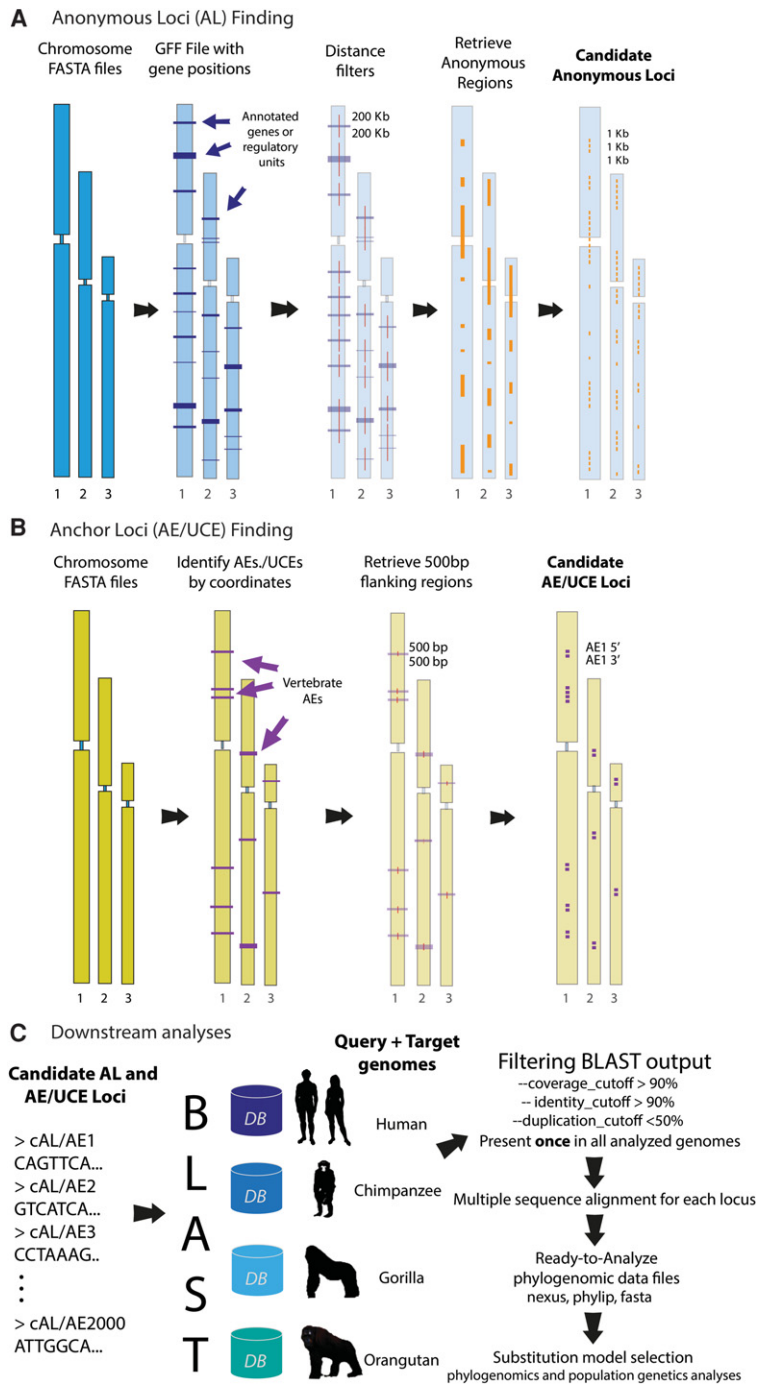 A Anonymous Loci (AL) Finding
Chromosome
FASTA files
GFF File with
gene positions
Distance
filters
Retrieve
Anonymous
Regions
Candidate
Anonymous Loci
Annotated
genes or
regulatory
units
200 Kb
200 Kb
1 Kb
1 Kb
1 Kb
1 2 3
1 2 3
1 2 3
1 2 3
1 2 3
B Anchor Loci (AE/UCE) Finding
Chromosome
FASTA files
Identify AEs./UCEs
by coordinates
Retrieve 500bp
flanking regions
Candidate
AE/UCE Loci
Vertebrate
AEs
500 bp
500 bp
AE1 5'
AE1 3'
1 2 3
1 2 3
1 2 3
1 2 3
C Downstream analyses
Candidate AL and
AE/UCE Loci
> cAL/AE1
CAGTTCA...
> cAL/AE2
GTCATCA...
> cAL/AE3
CCTAAAG..
> cAL/AE2000
ATTGGCA...
B
L
A
S
T
Query + Target
genomes
DB
Human
DB
Chimpanzee
DB
Gorilla
DB
Orangutan
Filtering BLAST output
--coverage_cutoff > 90%
-- identity_cutoff > 90%
--duplication_cutoff <50%
Present once in all analyzed genomes
Multiple sequence alignment for each locus
Ready-to-Analyze
phylogenomic data files
nexus, phylip, fasta
Substitution model selection
phylogenomics and population genetics analyses